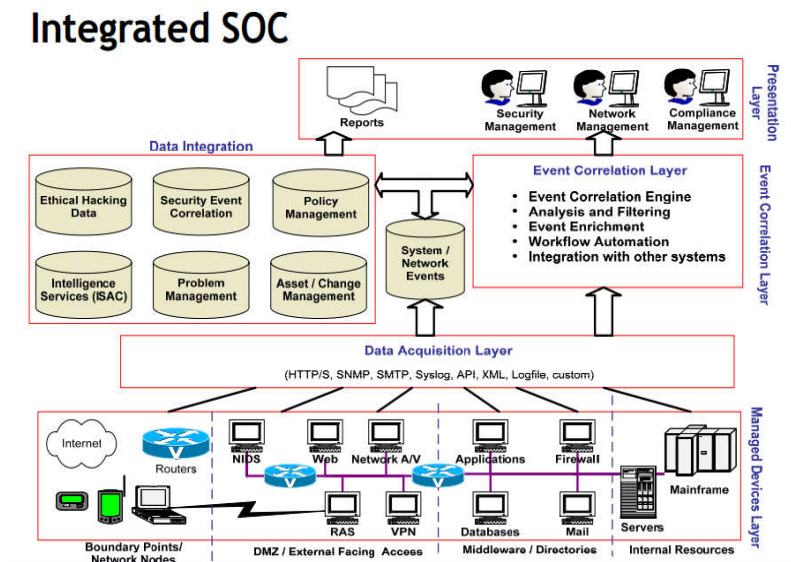 Integrated SOC
Reports
Security
Management
Network
Management
Compliance
Management
Presentation
Layer
Data Integration
Ethical Hacking
Data
Security Event
Correlation
Policy
Management
Intelligence
Services (ISAC)
Problem
Management
Asset / Change
Management
System /
Network
Events
Event Correlation Layer
• Event Correlation Engine
• Analysis and Filtering
• Event Enrichment
• Workflow Automation
• Integration with other systems
Event Correlation Layer
Data Acquisition Layer
(HTTP/S, SNMP, SMTP, Syslog, API, XML, Logfile, custom)
Internet
Routers
NIDS
Web
Network A/V
Applications
Firewall
Mainframe
RAS
VPN
Databases
Mail
Servers
Managed Devices Layer
Boundary Points/
Network Nodes
DMZ / External Facing Access
Middleware / Directories
Internal Resources